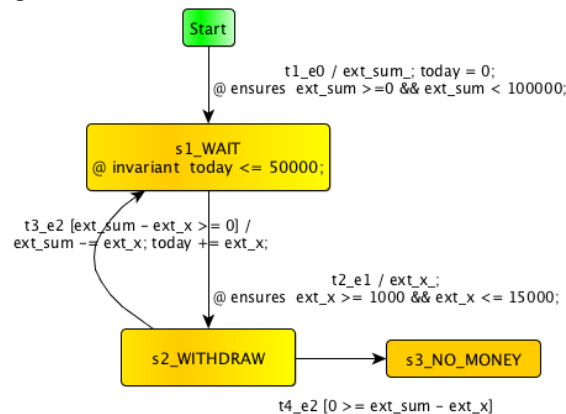 Start
t1_e0 / ext_sum_; today = 0;
@ ensures ext_sum >=0 && ext_sum < 100000;
s1_WAIT
@ invariant today <= 50000;
t3_e2 [ext_sum - ext_x >= 0] /
ext_sum -= ext_x; today += ext_x;
t2_e1 / ext_x_;
@ ensures ext_x >= 1000 && ext_x <= 15000;
s2_WITHDRAW
s3_NO_MONEY
t4_e2 [0 >= ext_sum - ext_x]